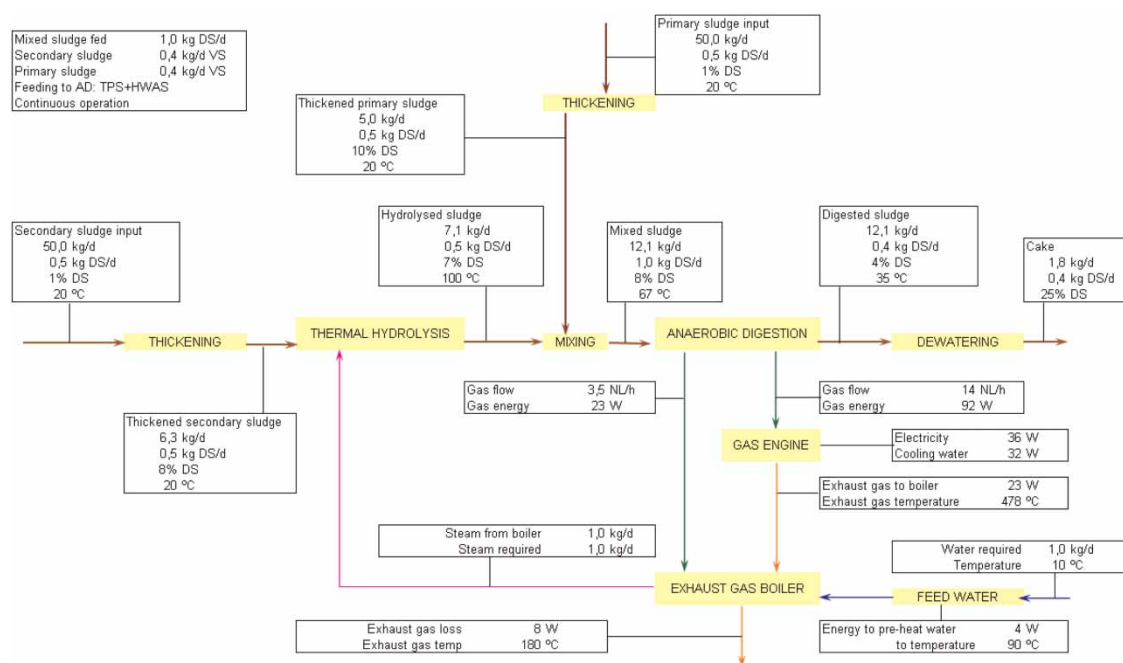 Mixed sludge fed 1,0 kg DS/d
Secondary sludge 0,4 kg/d VS
Primary sludge 0,4 kg/d VS
Feeding to AD: TPS+HWAS
Continuous operation
Primary sludge input
50,0 kg/d
0,5 kg DS/d
1% DS
20 ºC
THICKENING
Thickened primary sludge
5,0 kg/d
0,5 kg DS/d
10% DS
20 ºC
Secondary sludge input
50,0 kg/d
0,5 kg DS/d
1% DS
20 ºC
Hydrolysed sludge
7,1 kg/d
0,5 kg DS/d
7% DS
100 ºC
Mixed sludge
12,1 kg/d
1,0 kg DS/d
8% DS
67 ºC
Digested sludge
12,1 kg/d
0,4 kg DS/d
4% DS
35 ºC
Cake
1,8 kg/d
0,4 kg DS/d
25% DS
THICKENING
THERMAL HYDROLYSIS
MIXING
ANAEROBIC DIGESTION
DEWATERING
Thickened secondary sludge
6,3 kg/d
0,5 kg DS/d
8% DS
20 ºC
Gas flow 3,5 NL/h
Gas energy 23 W
Gas flow 14 NL/h
Gas energy 92 W
GAS ENGINE
Electricity 36 W
Cooling water 32 W
Exhaust gas to boiler 23 W
Exhaust gas temperature 478 ºC
Steam from boiler 1,0 kg/d
Steam required 1,0 kg/d
Water required 1,0 kg/d
Temperature 10 ºC
EXHAUST GAS BOILER
FEED WATER
Exhaust gas loss 8 W
Exhaust gas temp 180 ºC
Energy to pre-heat water 4 W
to temperature 90 ºC